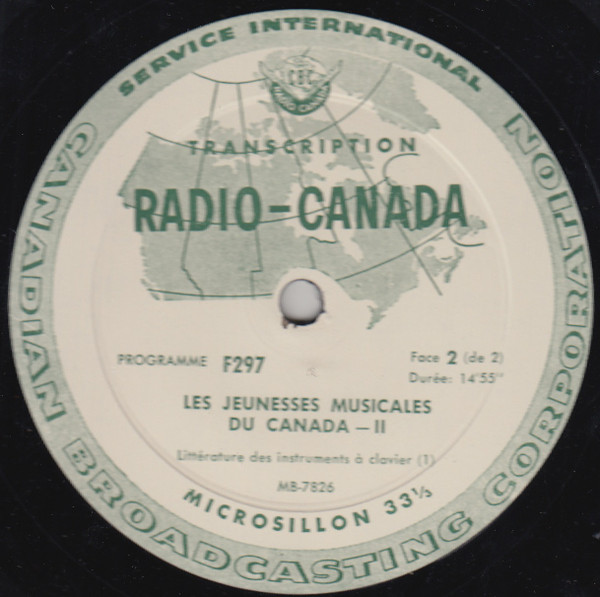 SERVICE INTERNATIONAL
CBC
RADIO CANADA
TRANSCRIPTION
RADIO-CANADA
PROGRAMME F297
Face 2 (de 2)
Durée: 14'55"
LES JEUNESSES MUSICALES
DU CANADA — II
Littérature des instruments à clavier (1)
MB-7826
MICROSILLON 33⅓
CANADIAN BROADCASTING CORPORATION